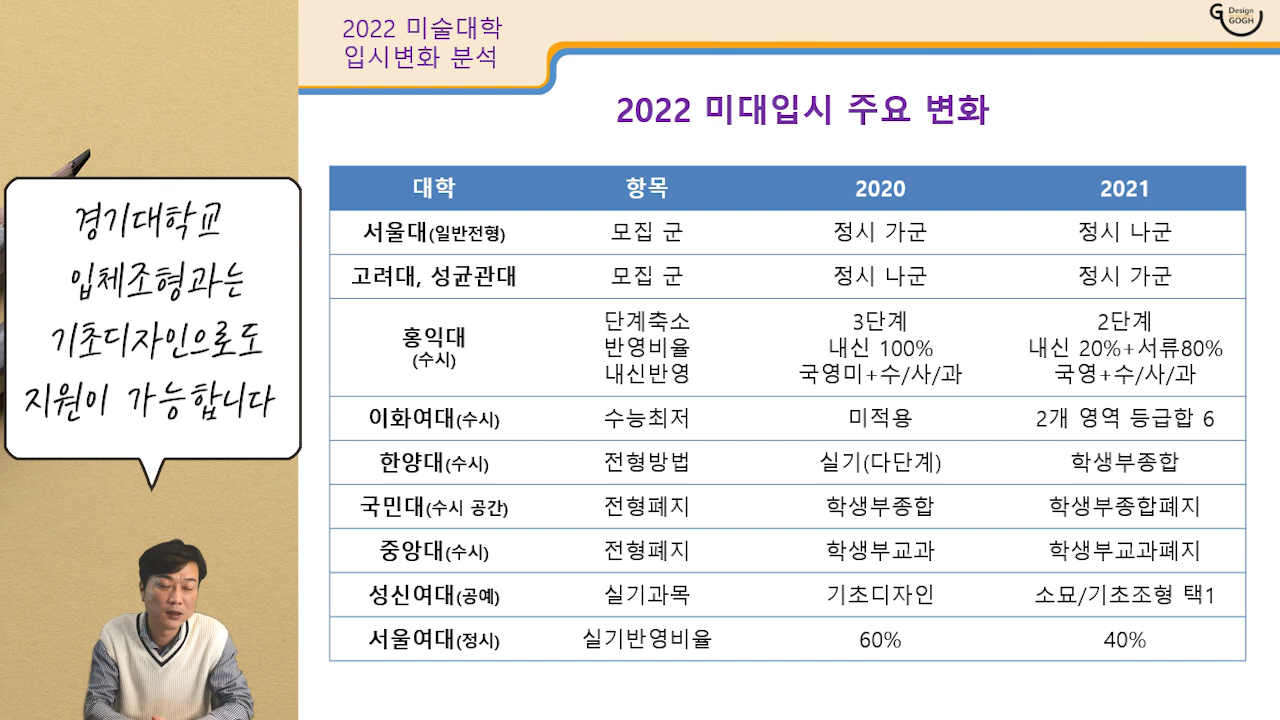 2022 미술대학
입시변화 분석
Design
GOGH
2022 미대입시 주요 변화
경기대학교
입체조형과는
기초디자인으로도
지원이 가능합니다
대학 항목 2020 2021
서울대(일반전형) 모집 군 정시 가군 정시 나군
고려대, 성균관대 모집 군 정시 나군 정시 가군
홍익대
(수시)
단계축소 3단계 2단계
반영비율 내신 100% 내신 20%+서류80%
내신반영 국영미+수/사/과 국영+수/사/과
이화여대(수시) 수능최저 미적용 2개 영역 등급합 6
한양대(수시) 전형방법 실기(다단계) 학생부종합
국민대(수시 공간) 전형폐지 학생부종합 학생부종합폐지
중앙대(수시) 전형폐지 학생부교과 학생부교과폐지
성신여대(공예) 실기과목 기초디자인 소묘/기초조형 택1
서울여대(정시) 실기반영비율 60% 40%